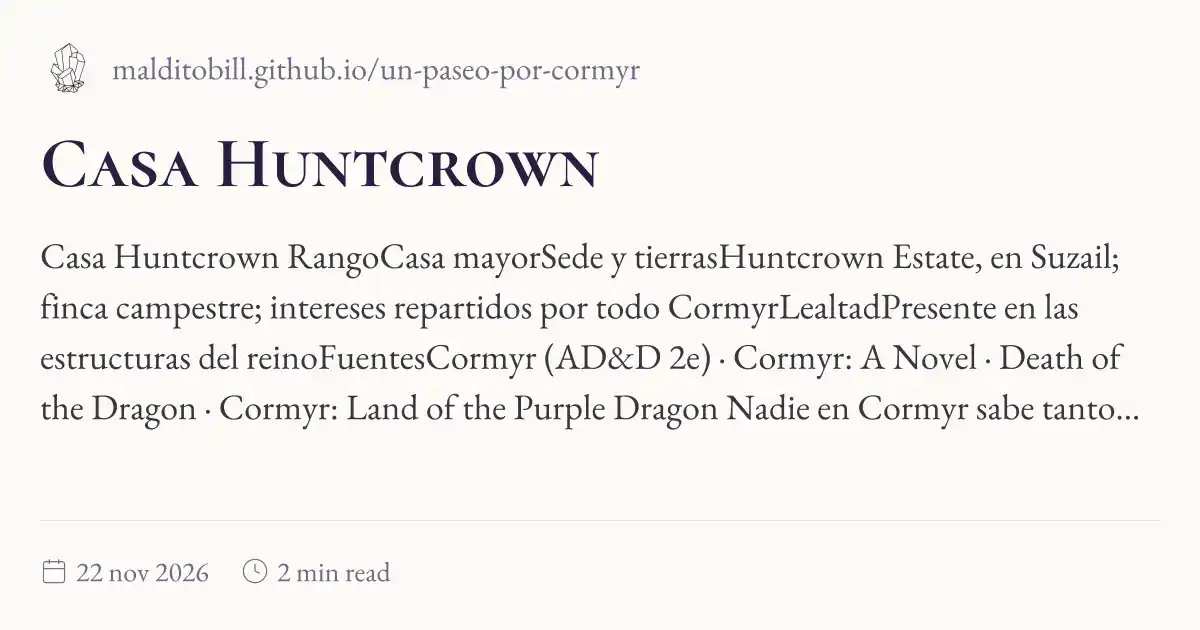 malditobill.github.io/un-paseo-por-cormyr
Casa Huntcrown
Casa Huntcrown RangoCasa mayorSede y tierrasHuntcrown Estate, en Suzail;
finca campestre; intereses repartidos por todo CormyrLealtadPresente en las
estructuras del reinoFuentesCormyr (AD&D 2e) · Cormyr: A Novel · Death of
the Dragon · Cormyr: Land of the Purple Dragon Nadie en Cormyr sabe tanto...
22 nov 2026
2 min read